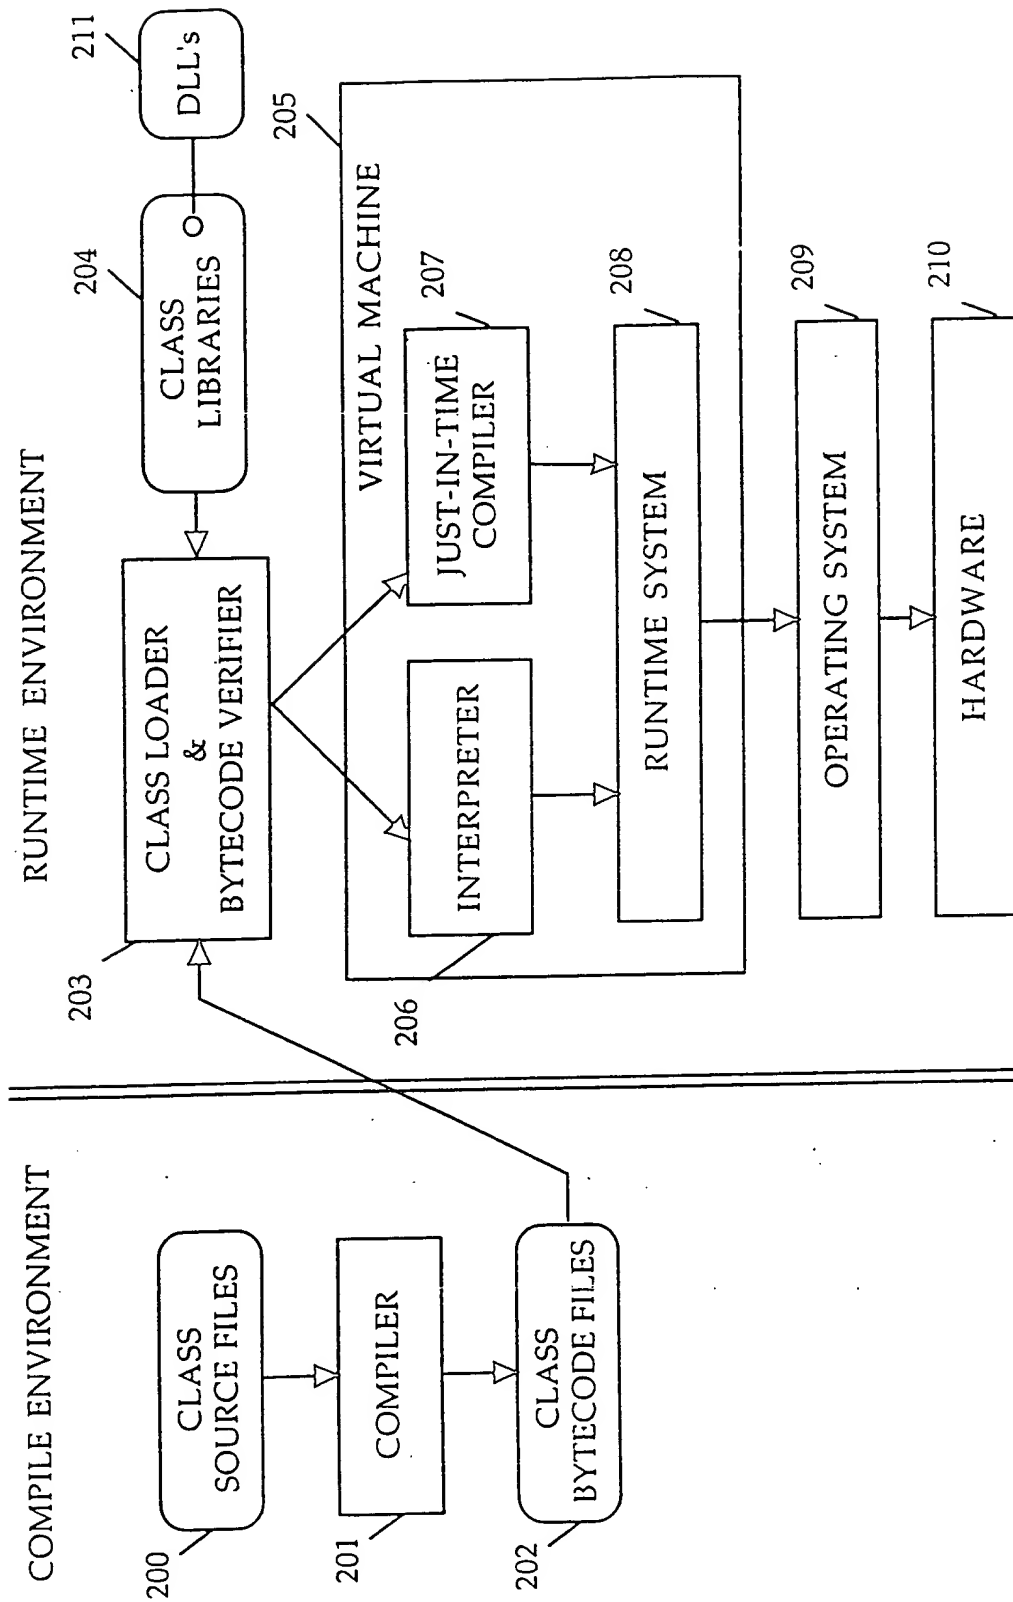 COMPILE ENVIRONMENT
200
CLASS
SOURCE FILES
201
COMPILER
202
CLASS
BYTECODE FILES
RUNTIME ENVIRONMENT
203
CLASS LOADER
&
BYTECODE VERIFIER
204
CLASS
LIBRARIES
211
DLL's
205
VIRTUAL MACHINE
206
INTERPRETER
207
JUST-IN-TIME
COMPILER
208
RUNTIME SYSTEM
209
OPERATING SYSTEM
210
HARDWARE